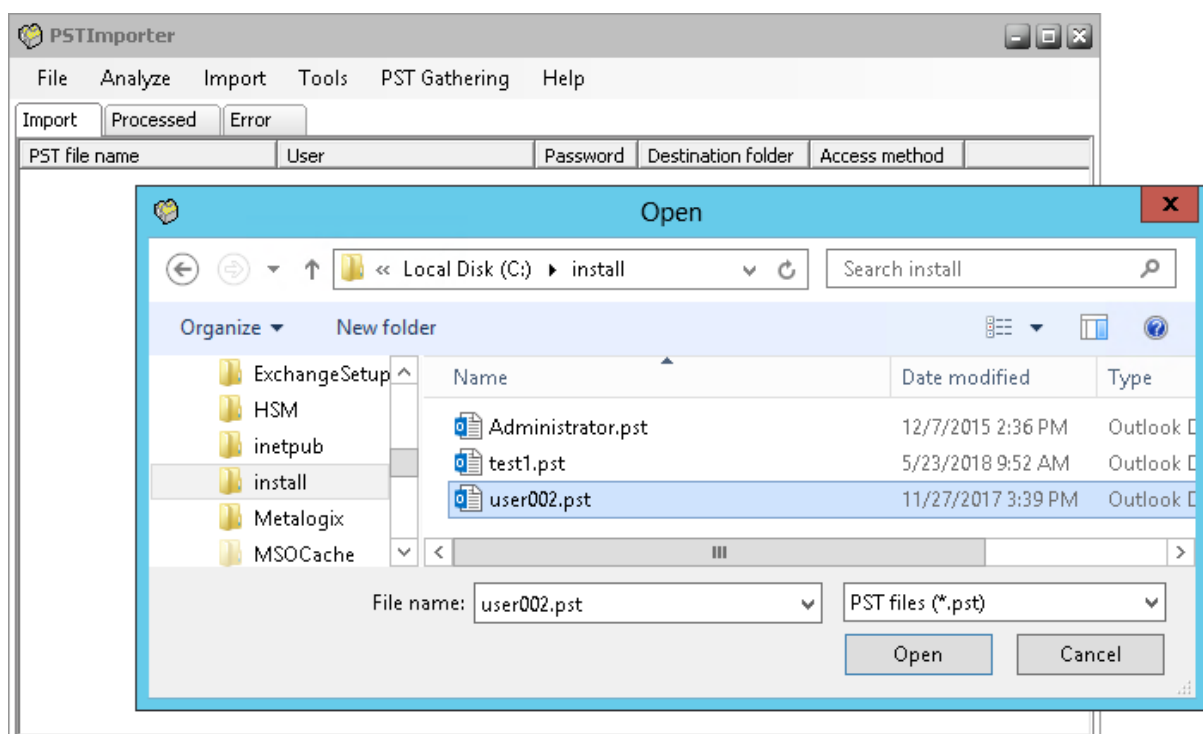 PSTImporter
File Analyze Import Tools PST Gathering Help
Import Processed Error
PST file name User Password Destination folder Access method
Open
« Local Disk (C:) install Search install
Organize New folder
ExchangeSetup Name Date modified Type
HSM
Administrator.pst 12/7/2015 2:36 PM Outlook
inetpub
test1.pst 5/23/2018 9:52 AM Outlook
install
user002.pst 11/27/2017 3:39 PM Outlook
Metalogix
MSOCache
File name: user002.pst PST files (*.pst)
Open Cancel